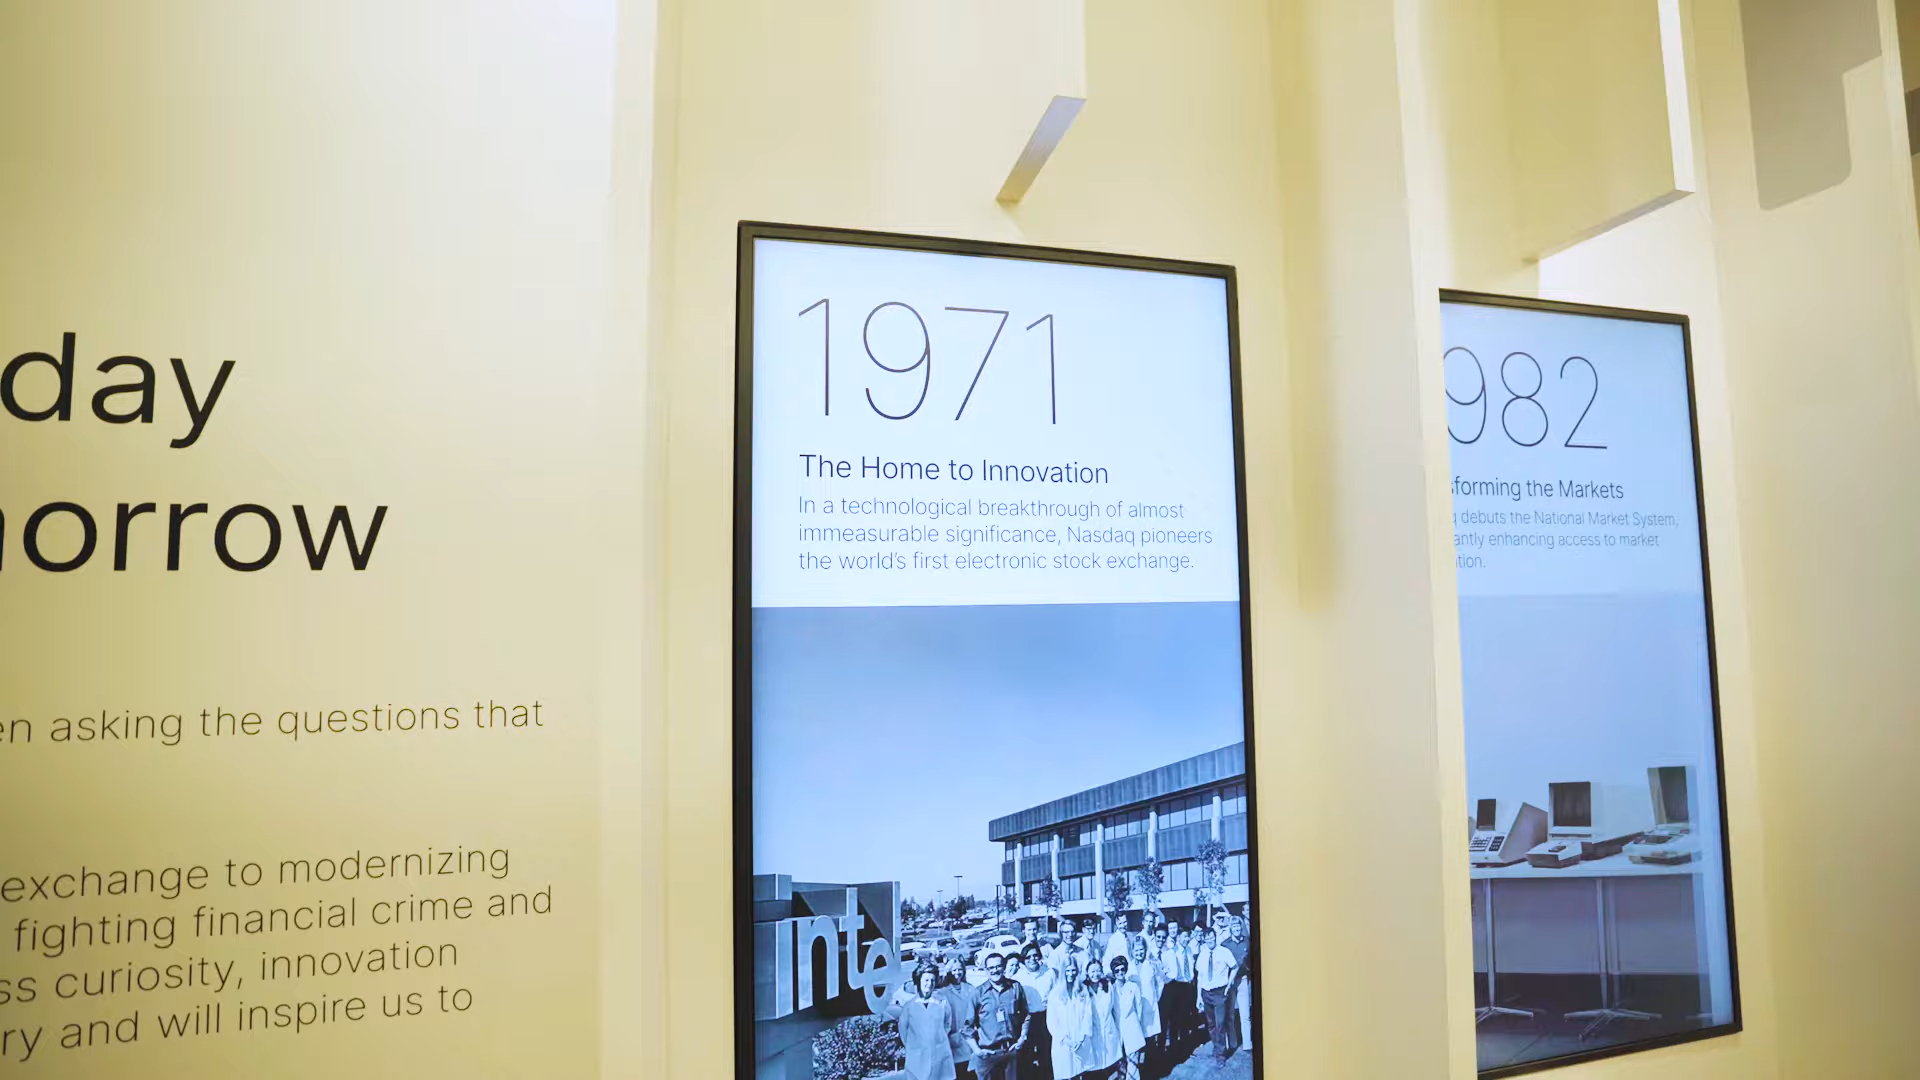 day
orrow
en asking the questions that
exchange to modernizing
fighting financial crime and
ss curiosity, innovation
ry and will inspire us to
1971
The Home to Innovation
In a technological breakthrough of almost
immeasurable significance, Nasdaq pioneers
the world's first electronic stock exchange.
intel
982
sforming the Markets
q debuts the National Market System,
antly enhancing access to market
tion.